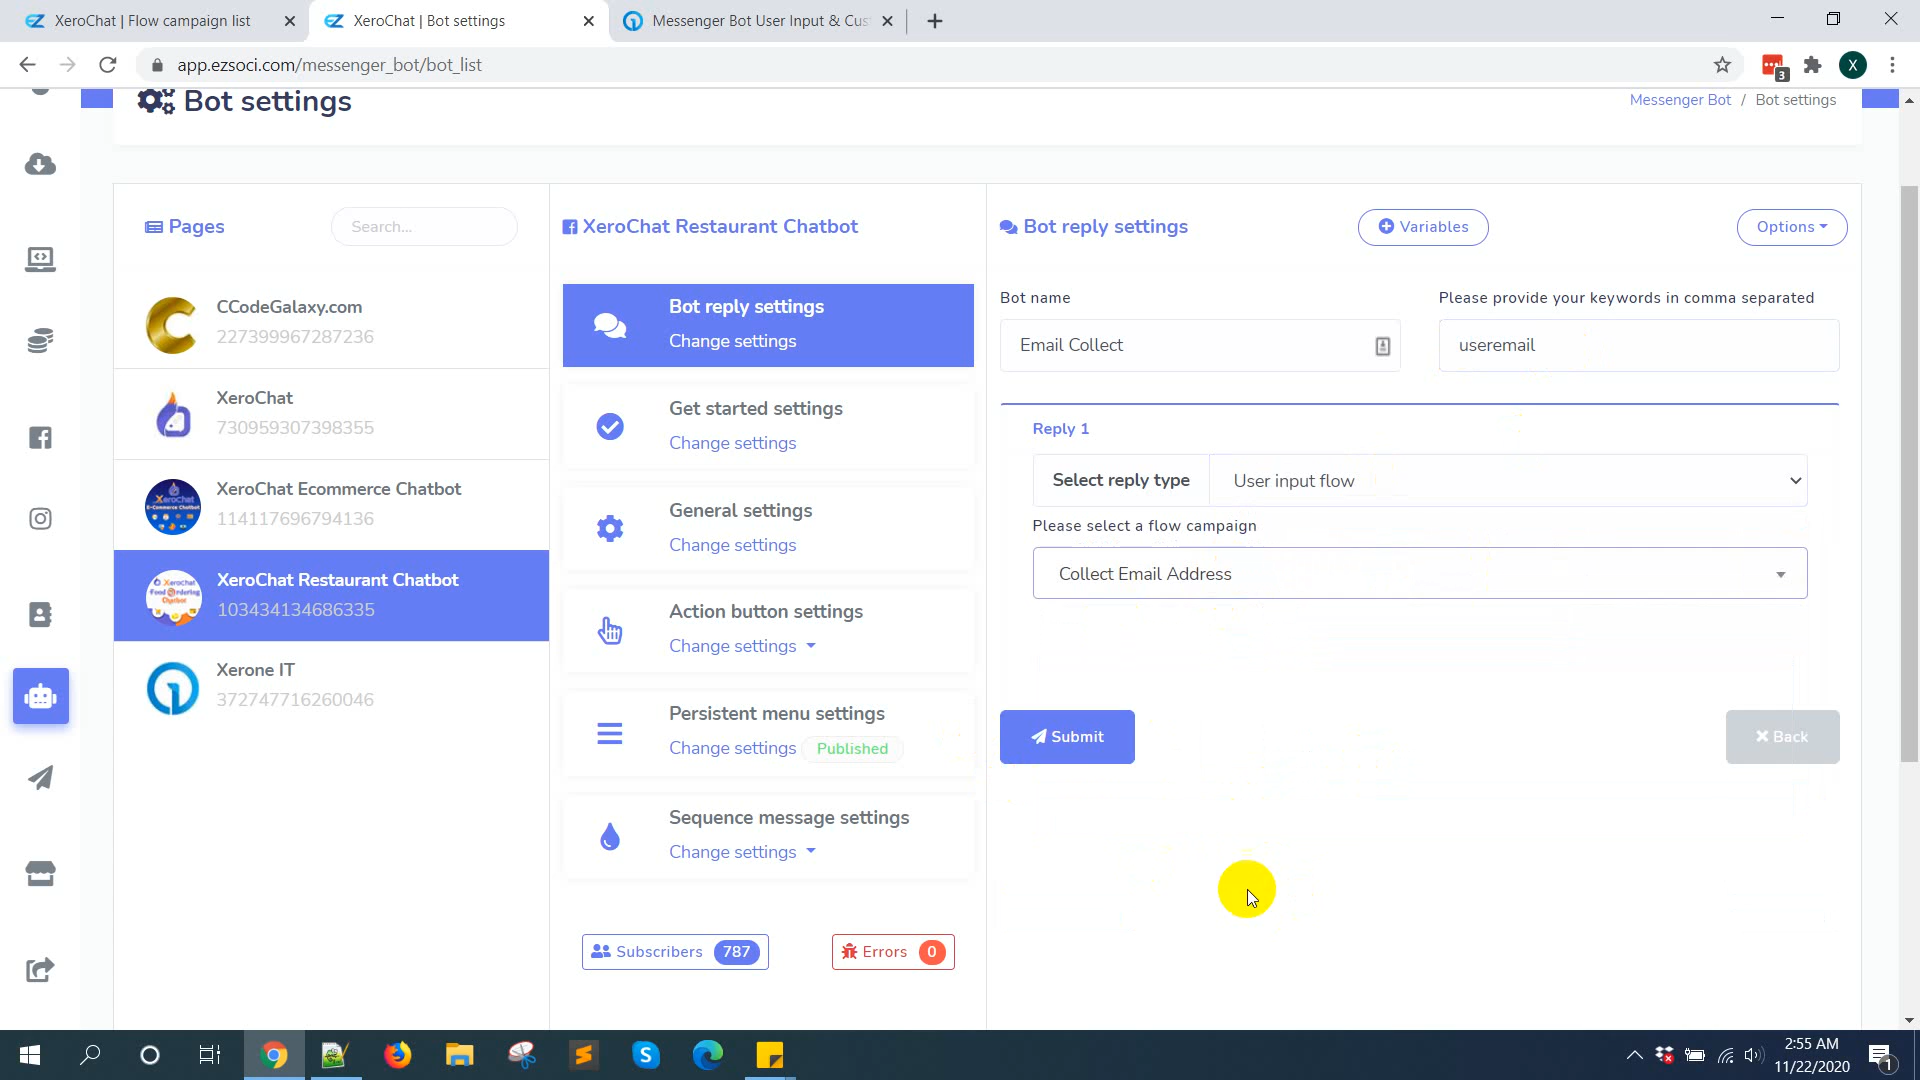 XeroChat | Flow campaign list
XeroChat | Bot settings
Messenger Bot User Input & Cus
app.ezsoci.com/messenger_bot/bot_list
3
X
Bot settings
Messenger Bot / Bot settings
Pages
Search...
CCodeGalaxy.com
227399967287236
XeroChat
730959307398355
XeroChat Ecommerce Chatbot
114117696794136
XeroChat Restaurant Chatbot
103434134686335
Xerone IT
372747716260046
XeroChat Restaurant Chatbot
Bot reply settings
Change settings
Get started settings
Change settings
General settings
Change settings
Action button settings
Change settings
Persistent menu settings
Change settings Published
Sequence message settings
Change settings
Subscribers 787
Errors 0
Bot reply settings
Variables
Options
Bot name
Email Collect
Please provide your keywords in comma separated
useremail
Reply 1
Select reply type
User input flow
Please select a flow campaign
Collect Email Address
Submit
Back
2:55 AM
11/22/2020
1